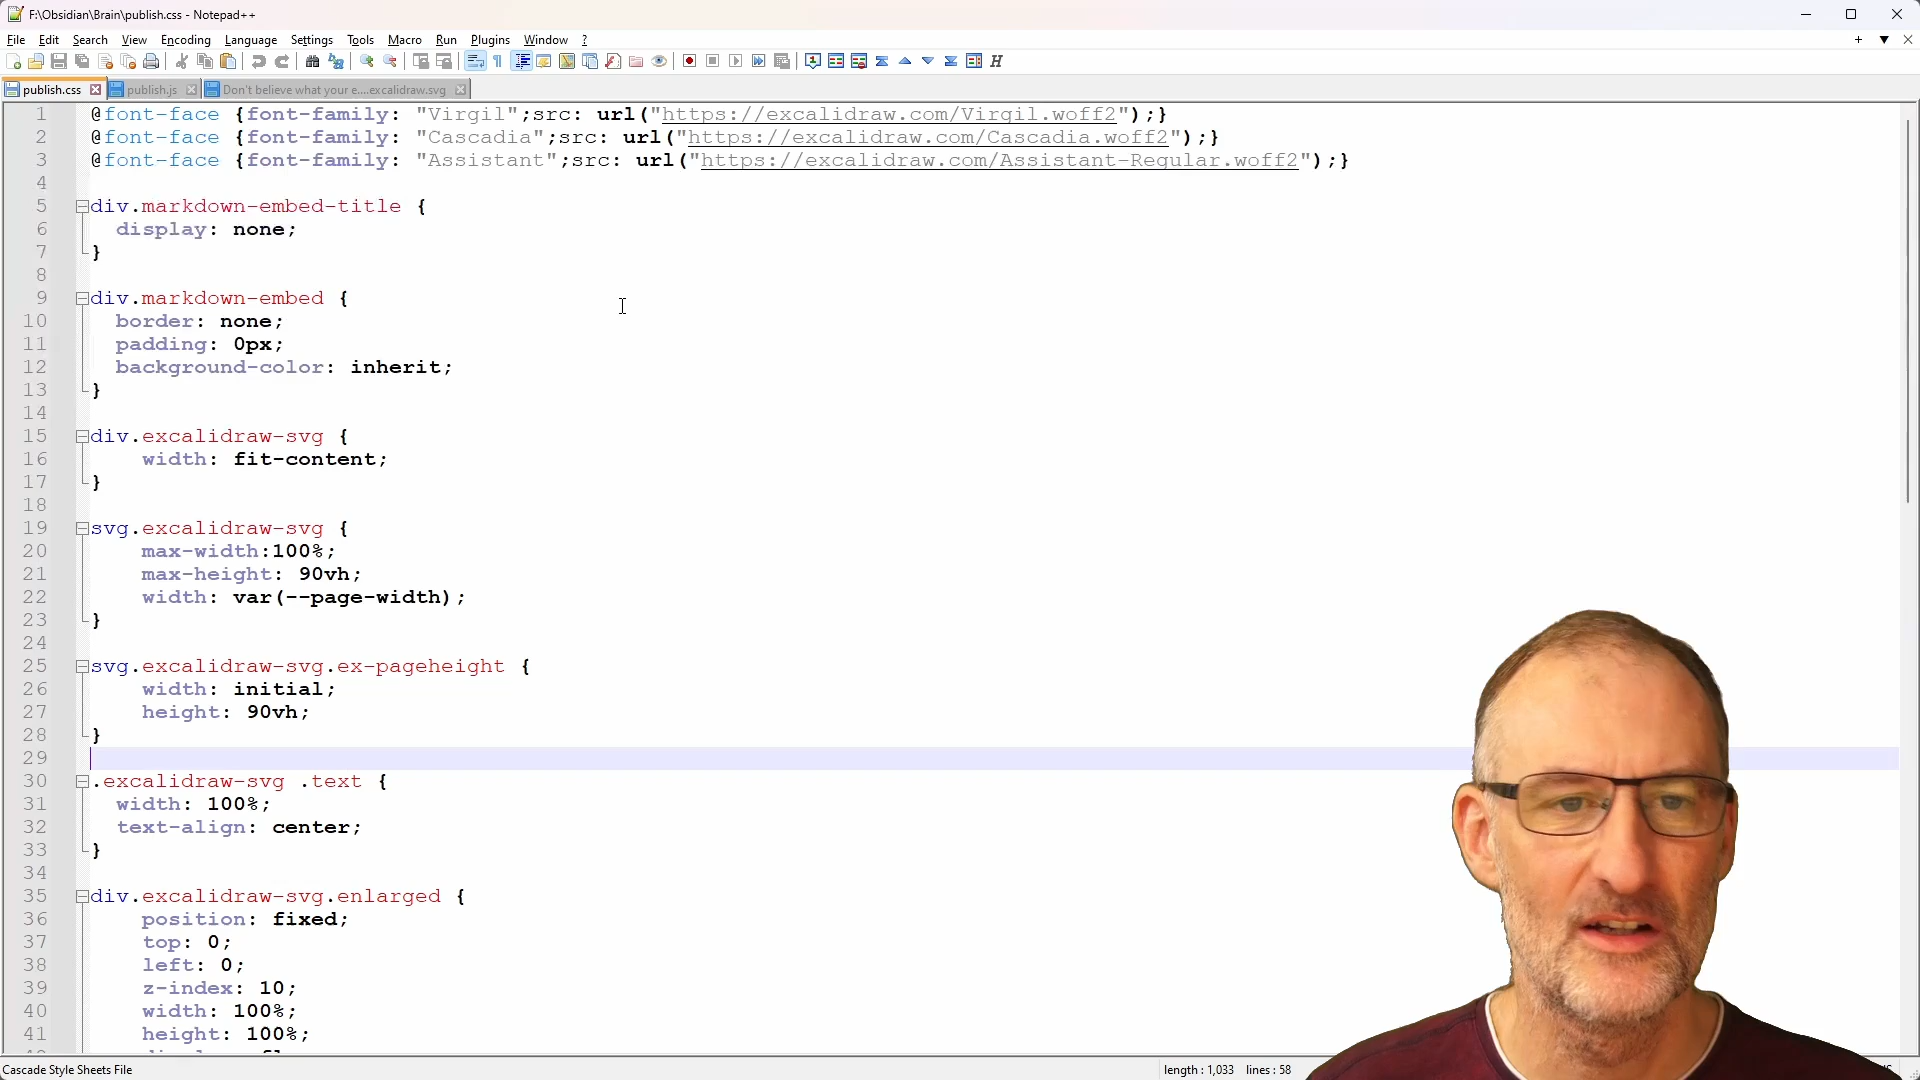 F:\Obsidian\Brain\publish.css - Notepad++
File Edit Search View Encoding Language Settings Tools Macro Run Plugins Window ?
publish.css publish.js Don't believe what your e....excalidraw.svg
1 @font-face {font-family: "Virgil";src: url("https://excalidraw.com/Virgil.woff2");}
2 @font-face {font-family: "Cascadia";src: url("https://excalidraw.com/Cascadia.woff2");}
3 @font-face {font-family: "Assistant";src: url("https://excalidraw.com/Assistant-Regular.woff2");}
4
5 div.markdown-embed-title {
6 display: none;
7 }
8
9 div.markdown-embed {
10 border: none;
11 padding: 0px;
12 background-color: inherit;
13 }
14
15 div.excalidraw-svg {
16 width: fit-content;
17 }
18
19 svg.excalidraw-svg {
20 max-width:100%;
21 max-height: 90vh;
22 width: var(--page-width);
23 }
24
25 svg.excalidraw-svg.ex-pageheight {
26 width: initial;
27 height: 90vh;
28 }
29
30 .excalidraw-svg .text {
31 width: 100%;
32 text-align: center;
33 }
34
35 div.excalidraw-svg.enlarged {
36 position: fixed;
37 top: 0;
38 left: 0;
39 z-index: 10;
40 width: 100%;
41 height: 100%;
Cascade Style Sheets File length : 1,033 lines : 58